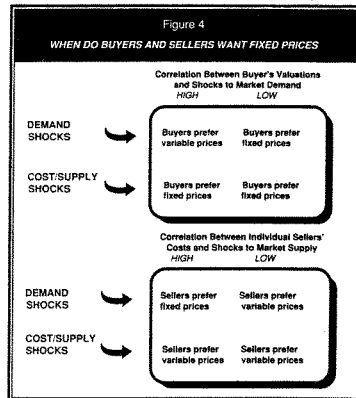 Figure 4
WHEN DO BUYERS AND SELLERS WANT FIXED PRICES
Correlation Between Buyer's Valuations
and Shocks to Market Demand
HIGH LOW
DEMAND
SHOCKS
Buyers prefer
variable prices
Buyers prefer
fixed prices
COST/SUPPLY
SHOCKS
Buyers prefer
fixed prices
Buyers prefer
fixed prices
Correlation Between Individual Sellers'
Costs and Shocks to Market Supply
HIGH LOW
DEMAND
SHOCKS
Sellers prefer
fixed prices
Sellers prefer
variable prices
COST/SUPPLY
SHOCKS
Sellers prefer
variable prices
Sellers prefer
variable prices